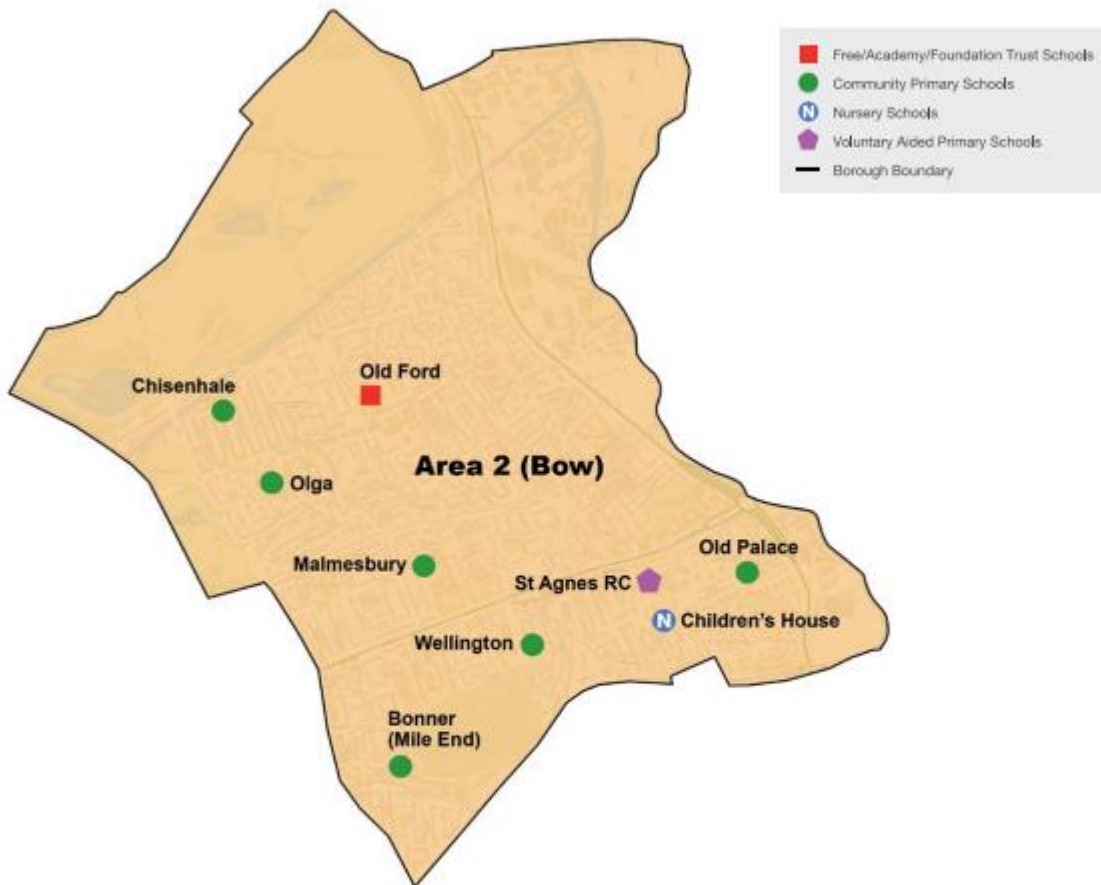 Free/Academy/Foundation Trust Schools
Community Primary Schools
N
Nursery Schools
Voluntary Aided Primary Schools
Borough Boundary
Old Ford
Chisenhale
Area 2 (Bow)
Olga
Old Palace
Malmesbury
St Agnes RC
N
Children's House
Wellington
Bonner
(Mile End)